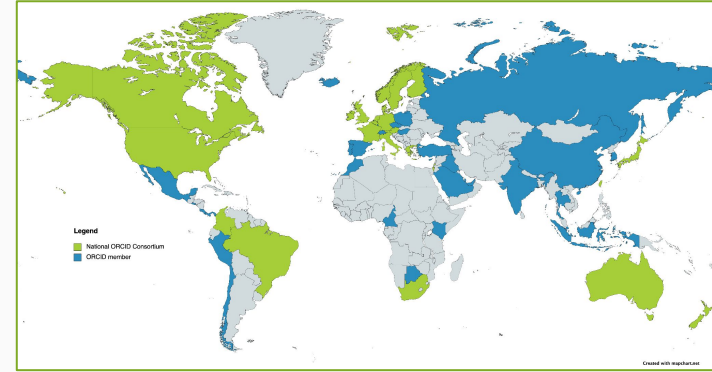 Legend
National ORCID Consortium
ORCID member
Created with mapchart.net